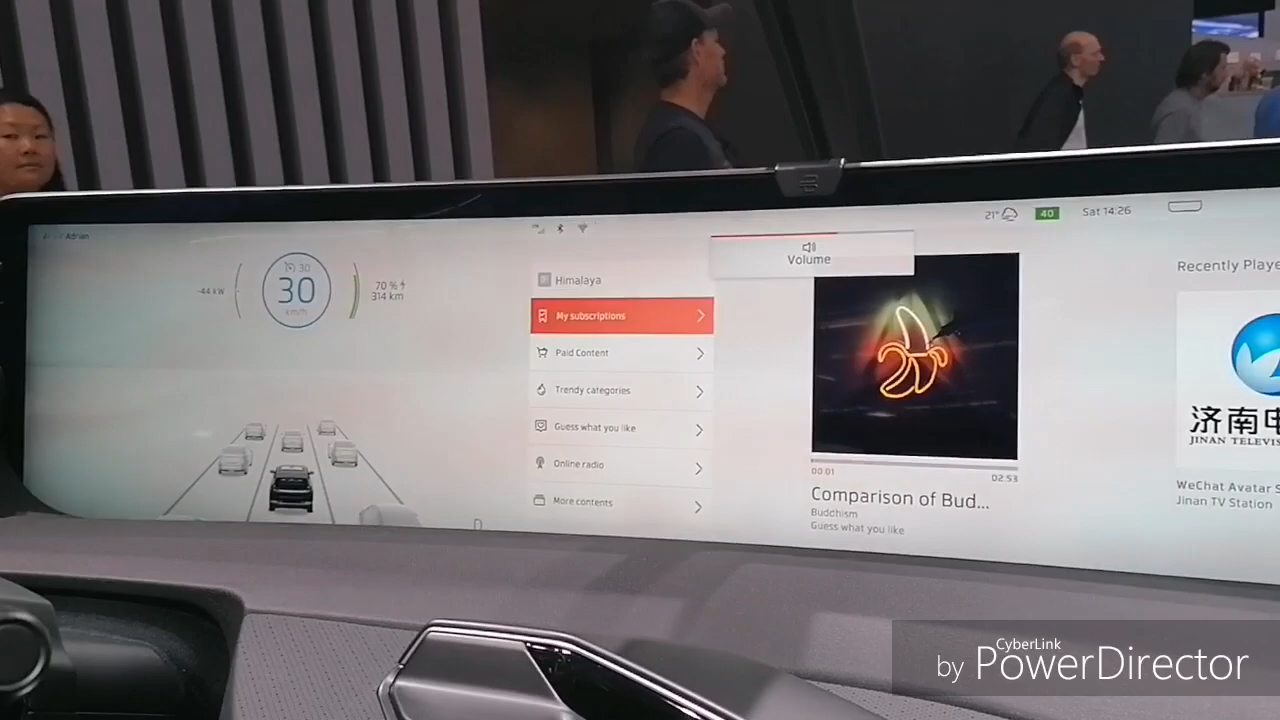 Adrian
21°
40
Sat 14:26
30
30
km/h
-44 kW
70 %
314 km
Himalaya
My subscriptions
Paid Content
Trendy categories
Guess what you like
Online radio
More contents
Volume
00:01
02:53
Comparison of Bud...
Buddhism
Guess what you like
Recently Playe
济南电
JINAN TELEVIS
WeChat Avatar S
Jinan TV Station
CyberLink
by PowerDirector